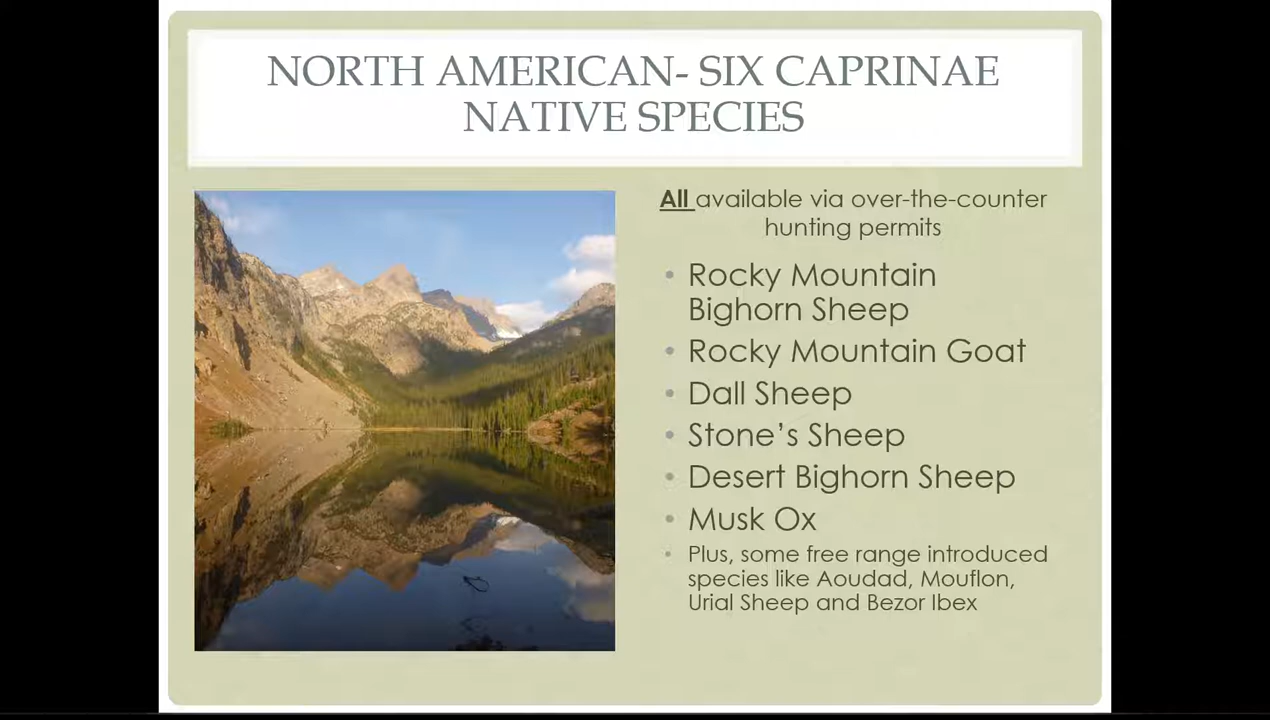 NORTH AMERICAN- SIX CAPRINAE
NATIVE SPECIES
All available via over-the-counter
hunting permits
• Rocky Mountain
Bighorn Sheep
• Rocky Mountain Goat
• Dall Sheep
• Stone’s Sheep
• Desert Bighorn Sheep
• Musk Ox
• Plus, some free range introduced
species like Aoudad, Mouflon,
Urial Sheep and Bezor Ibex